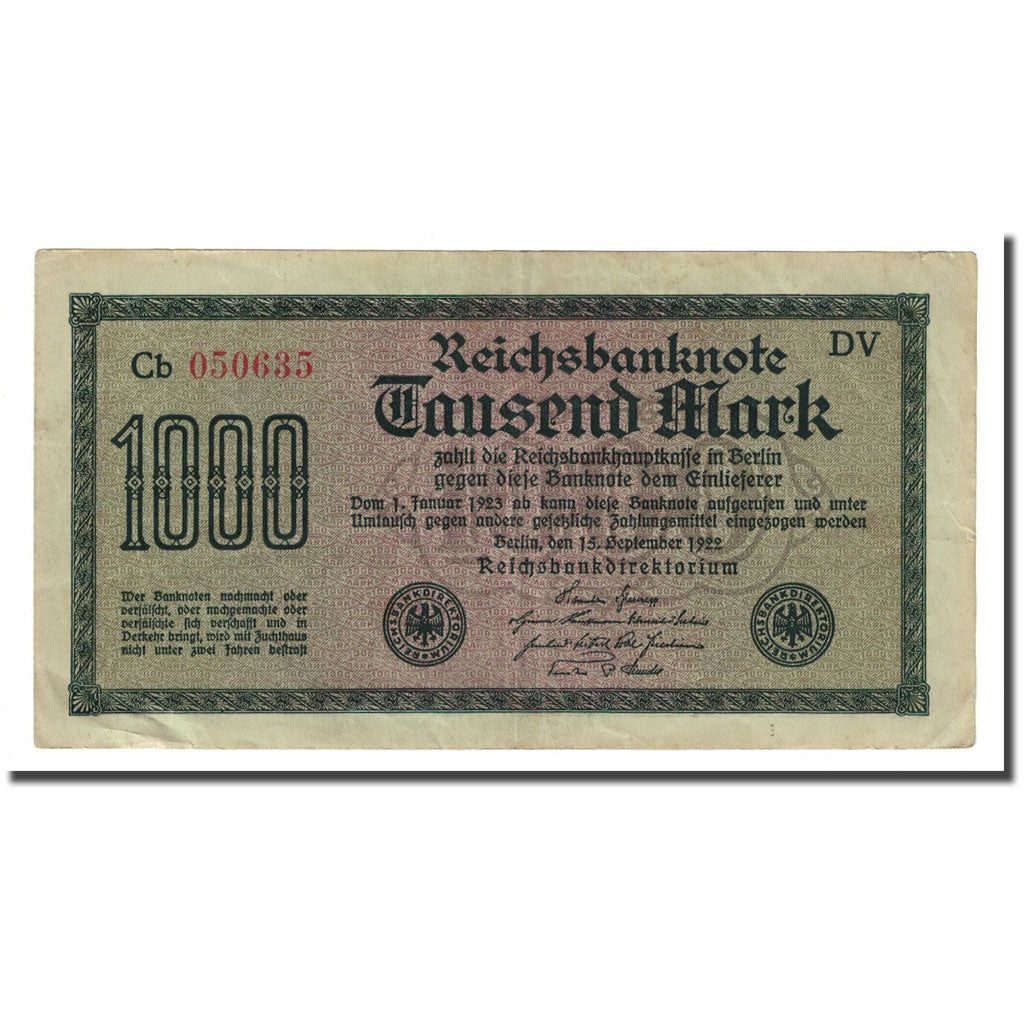 Cb 050635
DV
1000
Reichsbanknote
Tausend Mark
zahlt die Reichsbankhauptkasse in Berlin
gegen diese Banknote dem Einlieferer
Vom 1. Januar 1923 ab kann diese Banknote aufgerufen und unter
Umtausch gegen andere gesetzliche Zahlungsmittel eingezogen werden
Berlin, den 15. September 1922
Reichsbankdirektorium
Wer Banknoten nachmacht oder
verfälscht, oder nachgemachte oder
verfälschte sich verschafft und in
Verkehr bringt, wird mit Zuchthaus
nicht unter zwei Jahren bestraft
REICHSBANKDIREKTORIUM
REICHSBANKDIREKTORIUM